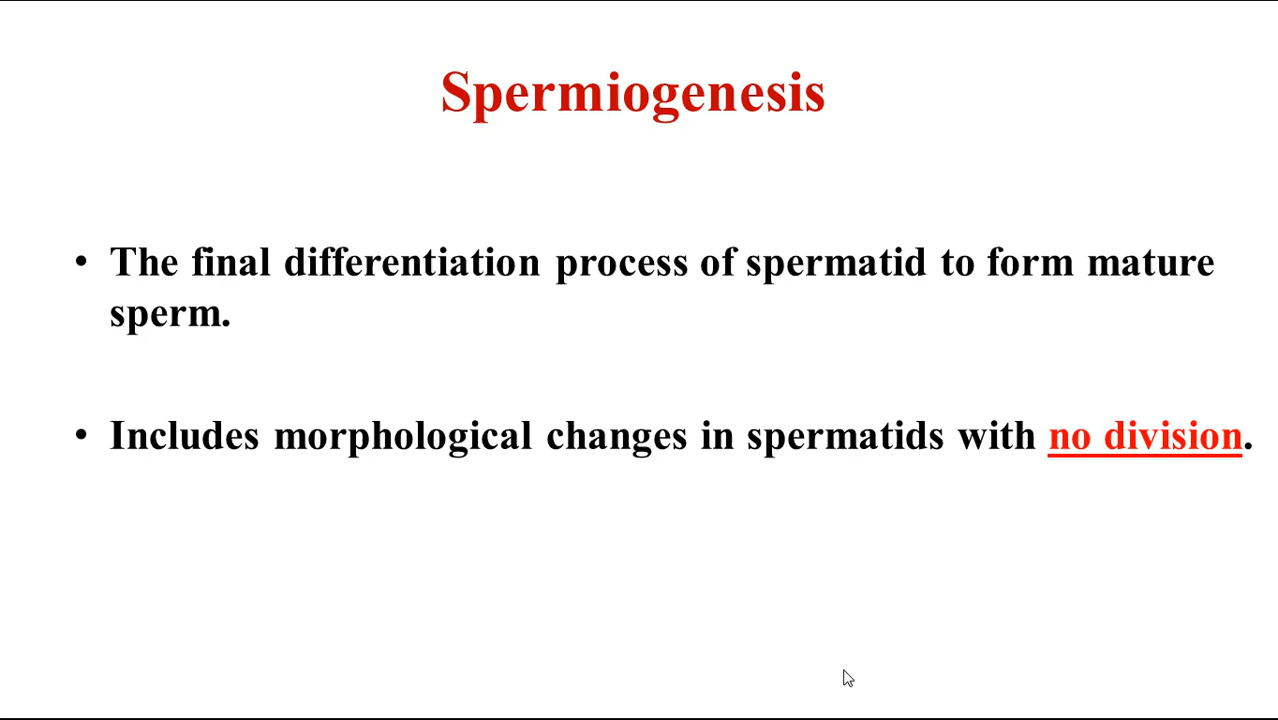 Spermiogenesis
• The final differentiation process of spermatid to form mature
sperm.
• Includes morphological changes in spermatids with no division.